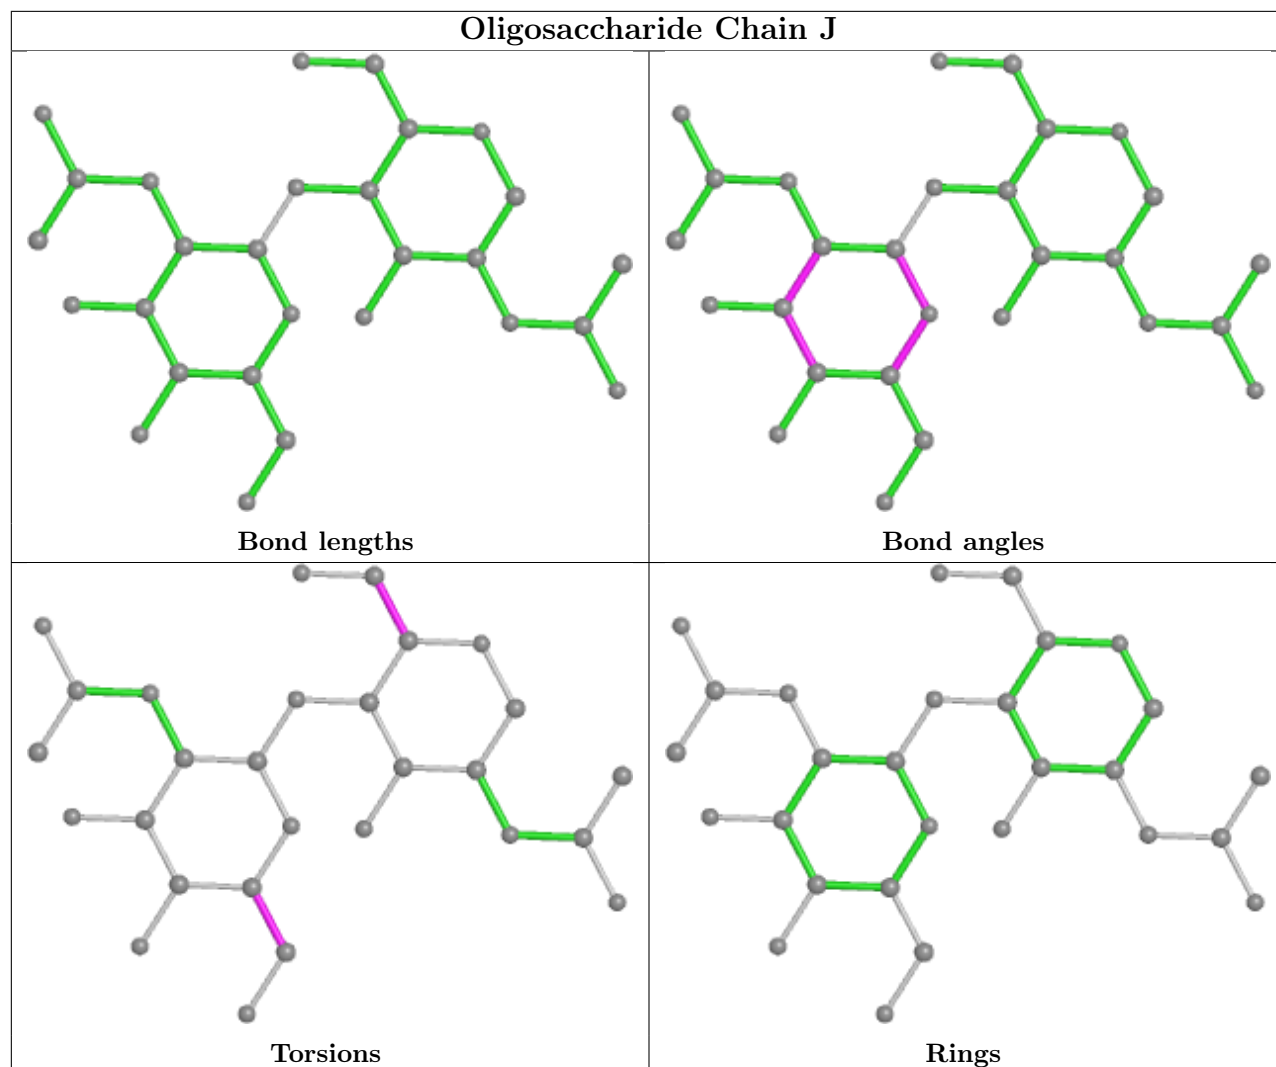 Oligosaccharide Chain J
Bond lengths
Bond angles
Torsions
Rings